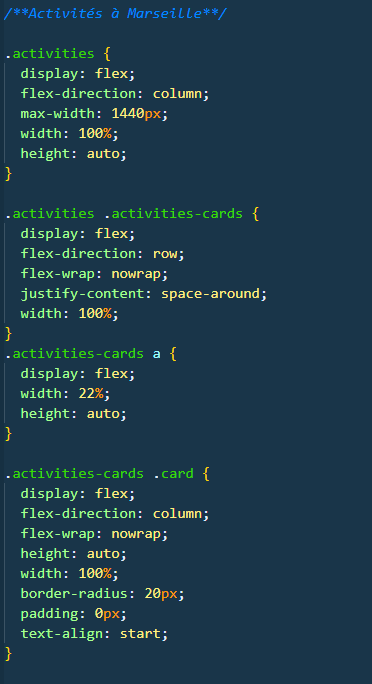 /**Activités à Marseille**/
.activities {
display: flex;
flex-direction: column;
max-width: 1440px;
width: 100%;
height: auto;
}
.activities .activities-cards {
display: flex;
flex-direction: row;
flex-wrap: nowrap;
justify-content: space-around;
width: 100%;
}
.activities-cards a {
display: flex;
width: 22%;
height: auto;
}
.activities-cards .card {
display: flex;
flex-direction: column;
flex-wrap: nowrap;
height: auto;
width: 100%;
border-radius: 20px;
padding: 0px;
text-align: start;
}